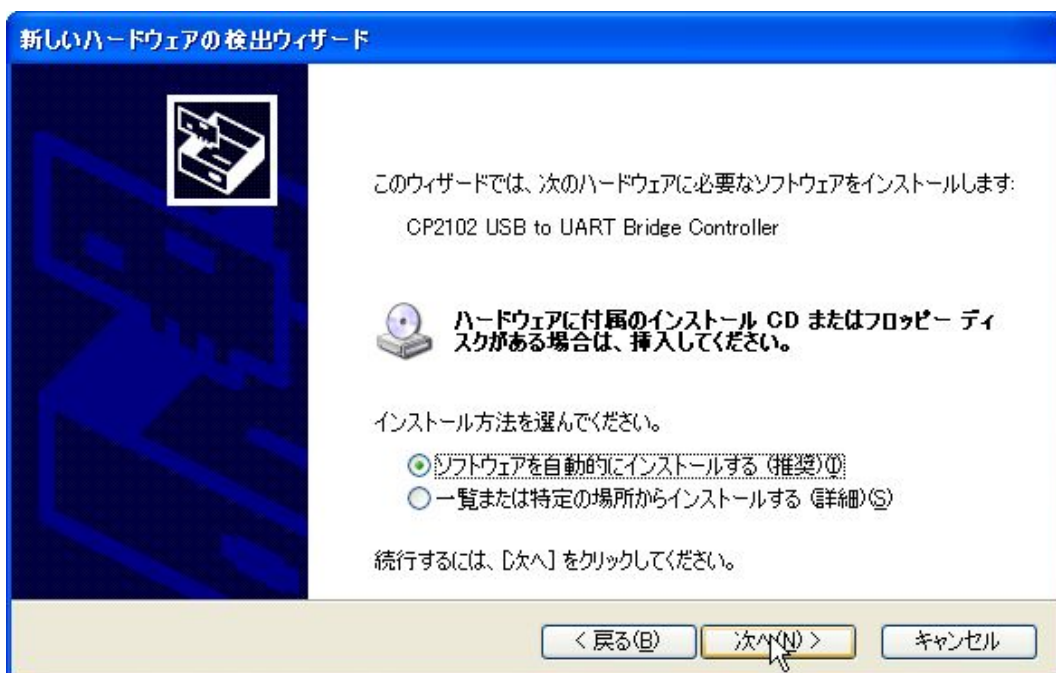 新しいハードウェアの検出ウィザード
このウィザードでは、次のハードウェアに必要なソフトウェアをインストールします:
CP2102 USB to UART Bridge Controller
ハードウェアに付属のインストール CD またはフロッピー ディ
スクがある場合は、挿入してください。
インストール方法を選んでください。
ソフトウェアを自動的にインストールする (推奨)(I)
一覧または特定の場所からインストールする (詳細)(S)
続行するには、[次へ] をクリックしてください。
< 戻る(B)
次へ(N) >
キャンセル